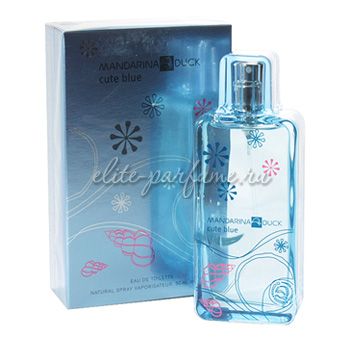 MANDARINA DUCK
cute blue
elite-parfume.ru
MANDARINA DUCK
cute blue
EAU DE TOILETTE
NATURAL SPRAY VAPORISATEUR